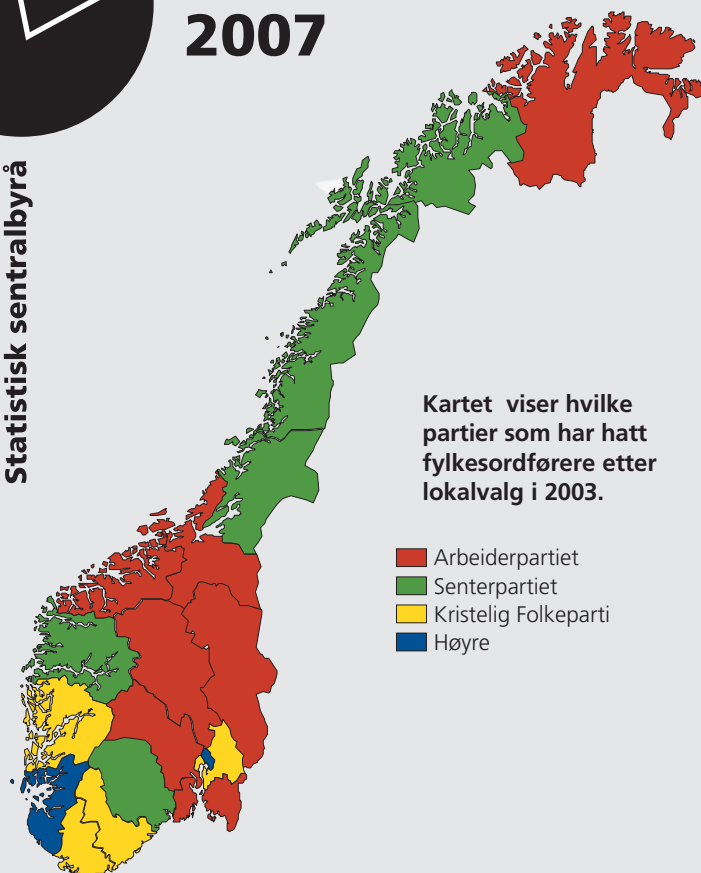 2007
Statistisk sentralbyrå
Kartet viser hvilke
partier som har hatt
fylkesordførere etter
lokalvalg i 2003.
Arbeiderpartiet
Senterpartiet
Kristelig Folkeparti
Høyre